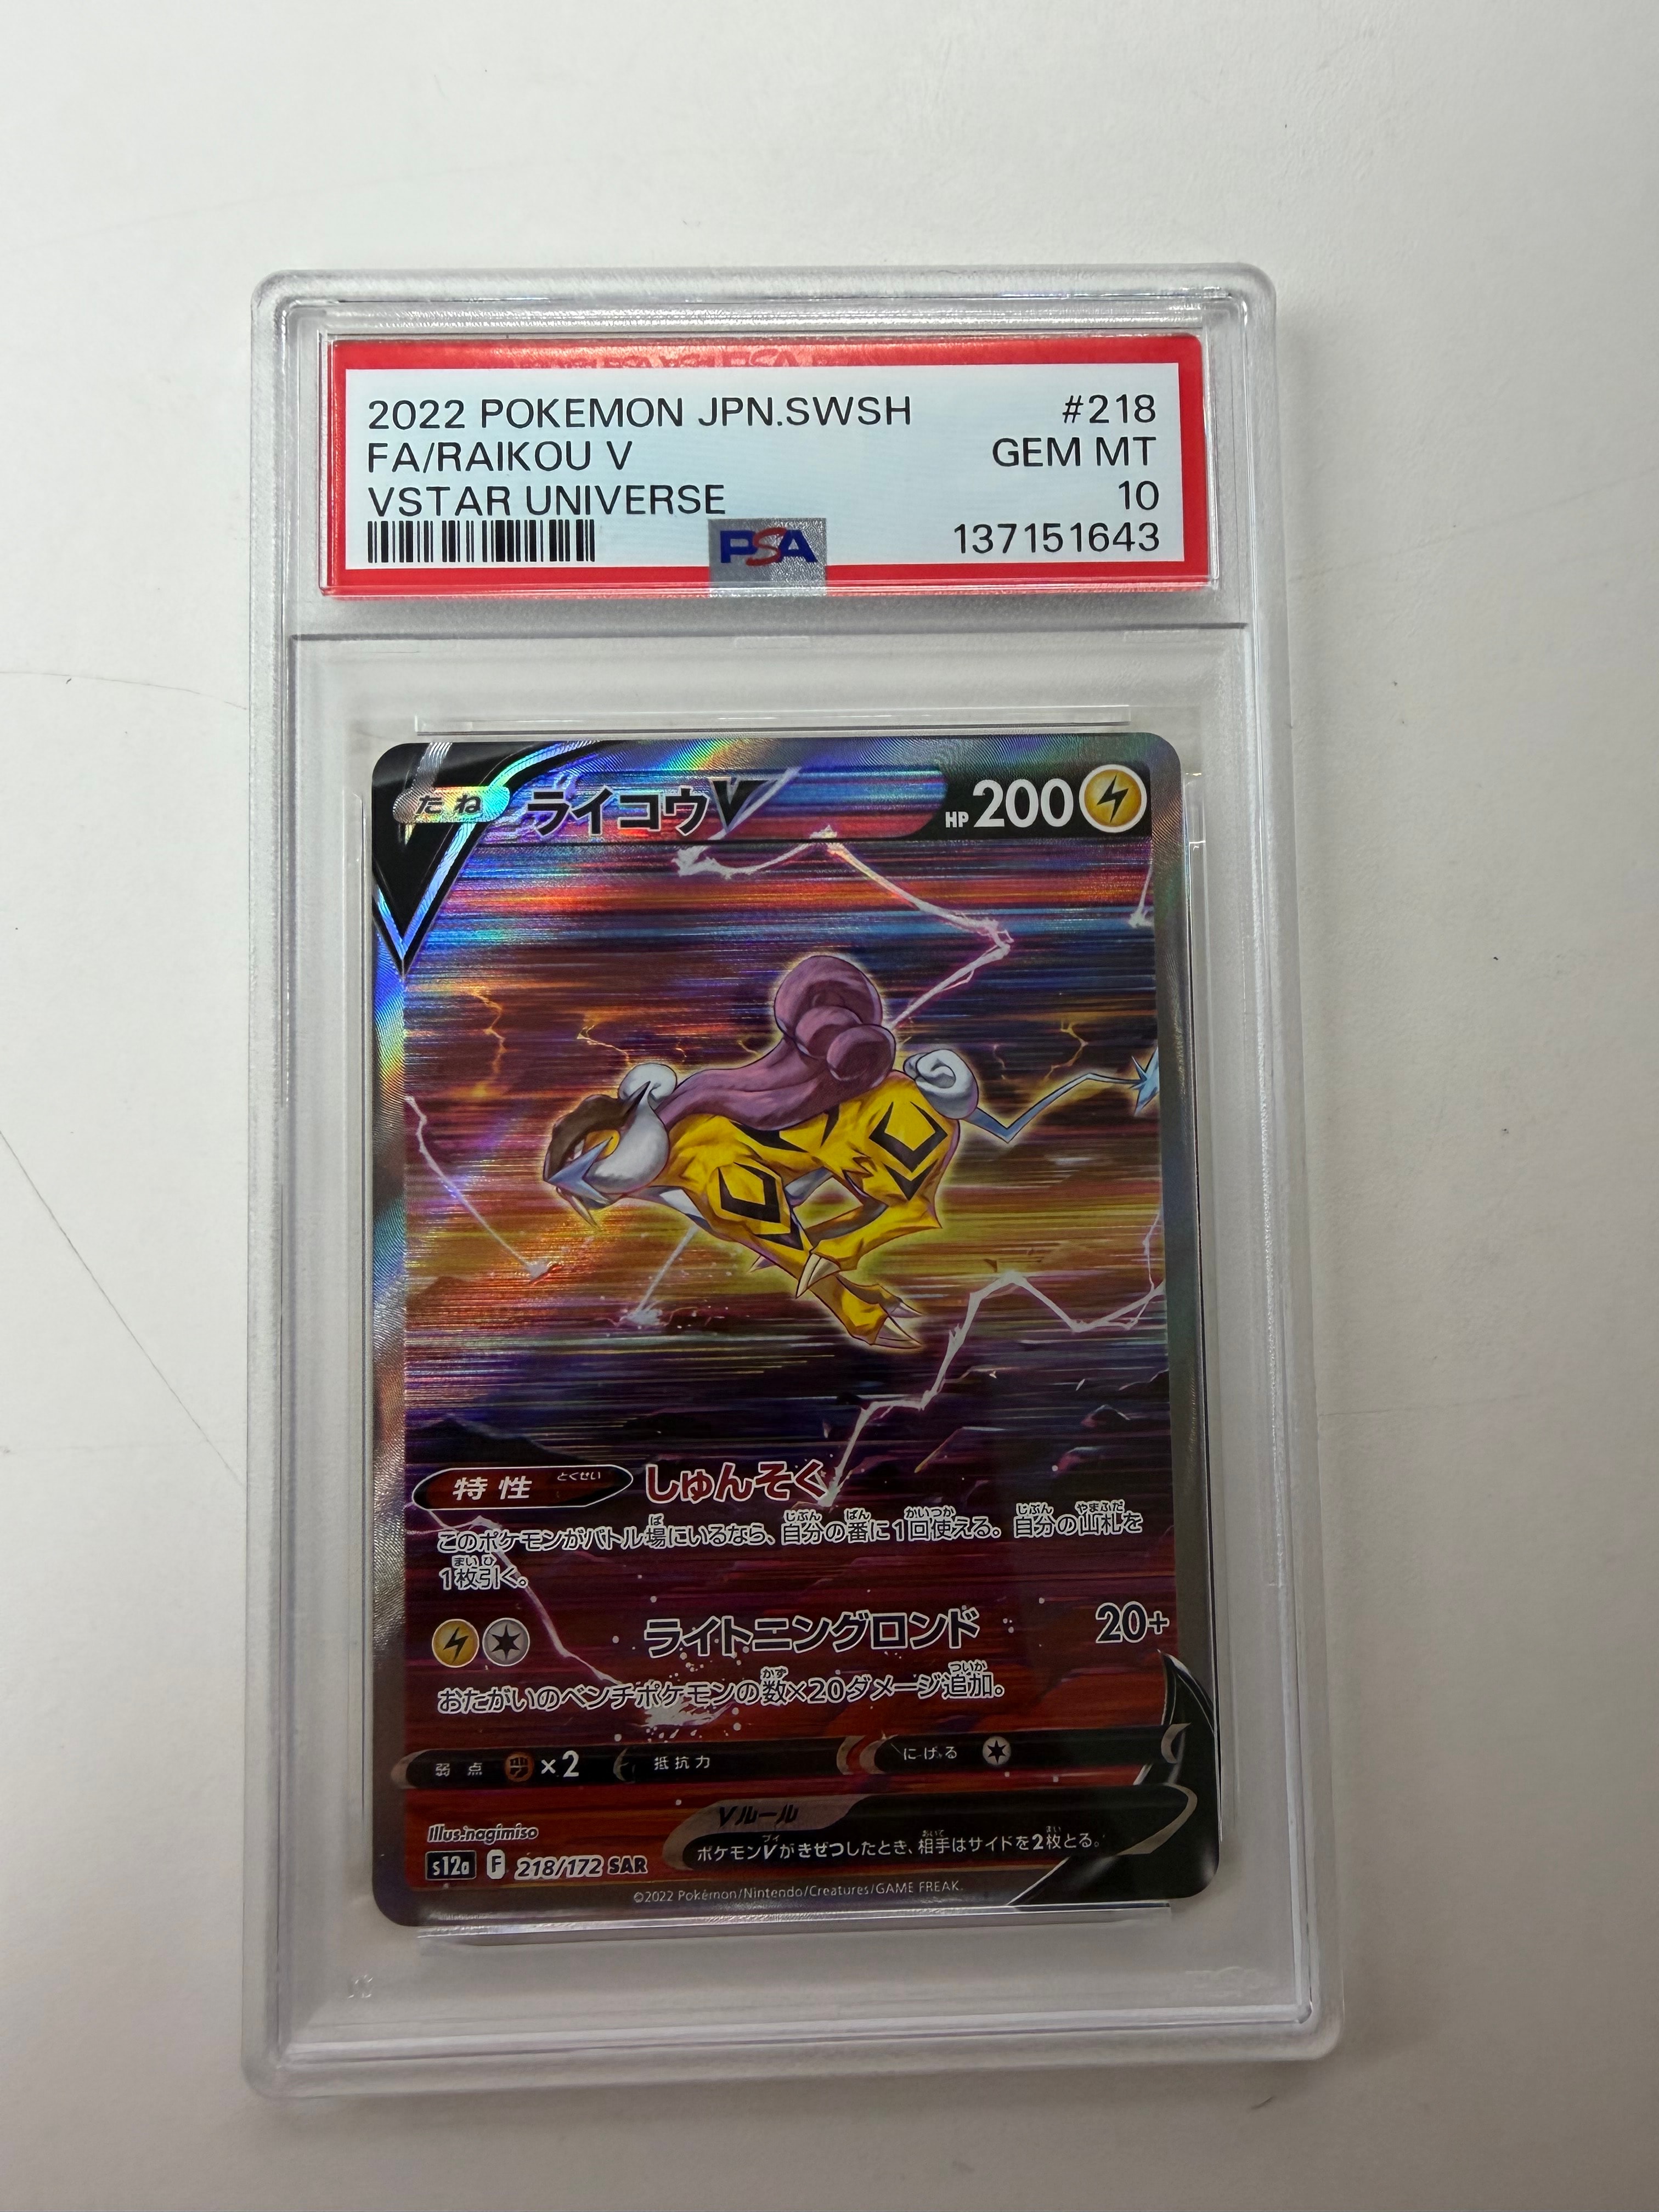 2022 POKEMON JPN.SWSH #218
FA/RAIKOU V GEM MT
VSTAR UNIVERSE 10
PSA 137151643
たね ライコウV HP200
特性 とくせい しゅんそく
このポケモンがバトル場にいるなら、自分の番に1回使える。自分の山札を
1枚引く。
ライトニングロンド 20+
おたがいのベンチポケモンの数×20ダメージ追加。
弱点 ×2 抵抗力 にげる
Vルール
ポケモンVがきぜつしたとき、相手はサイドを2枚とる。
Illus.nagimiso
s12a F 218/172 SAR
©2022 Pokémon/Nintendo/Creatures/GAME FREAK.